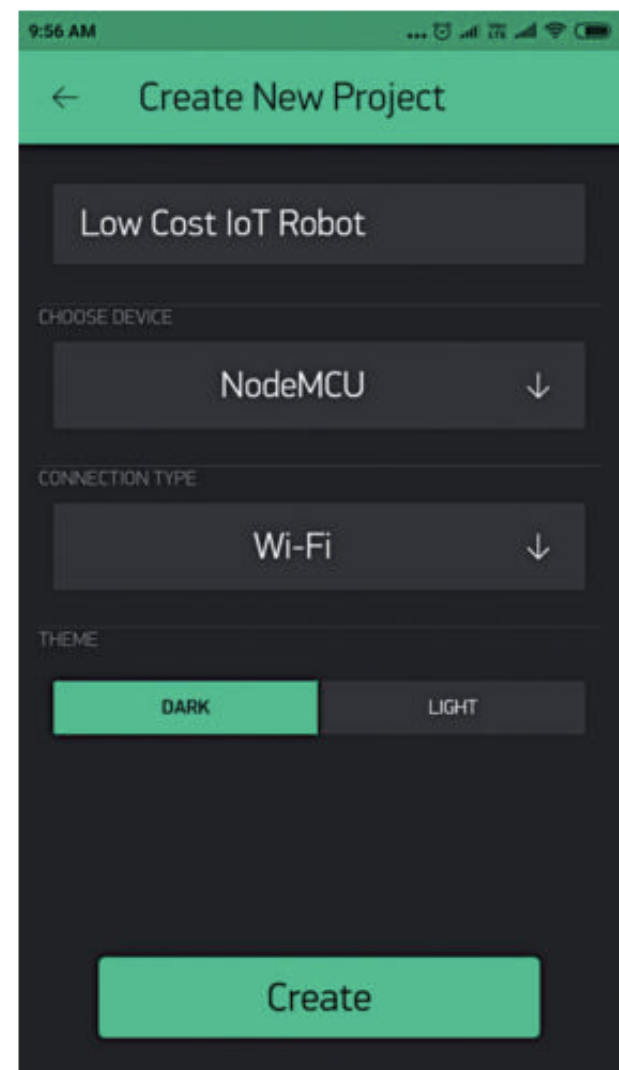 9:56 AM
Create New Project
Low Cost IoT Robot
CHOOSE DEVICE
NodeMCU
CONNECTION TYPE
Wi-Fi
THEME
DARK LIGHT
Create